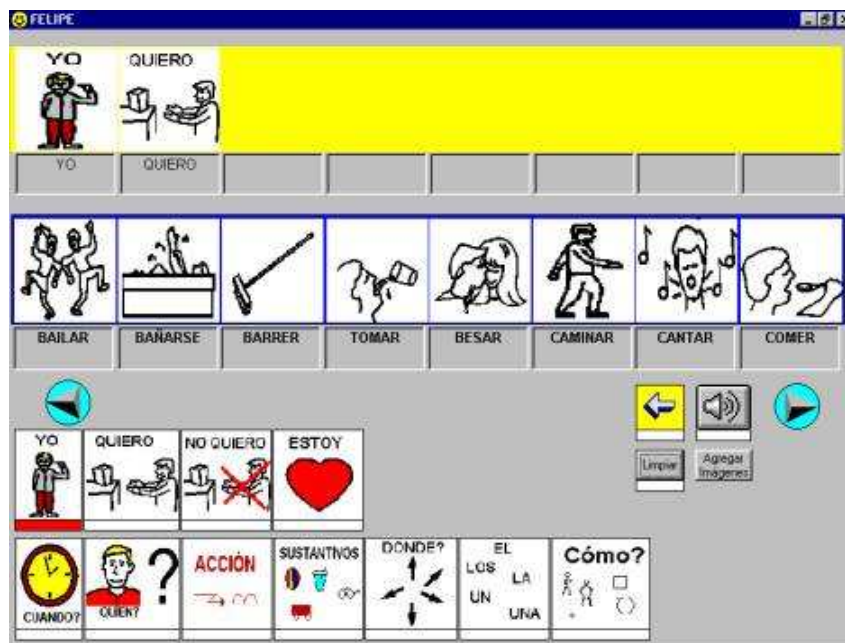 FELIPE
YO QUIERO
YO QUIERO
BAILAR BAÑARSE BARRER TOMAR BESAR CAMINAR CANTAR COMER
YO QUIERO NO QUIERO ESTOY
Limpiar Agregar
Imágenes
CUANDO? QUIEN? ACCIÓN SUSTANTIVOS DONDE? EL
LOS LA
UN UNA
Cómo?